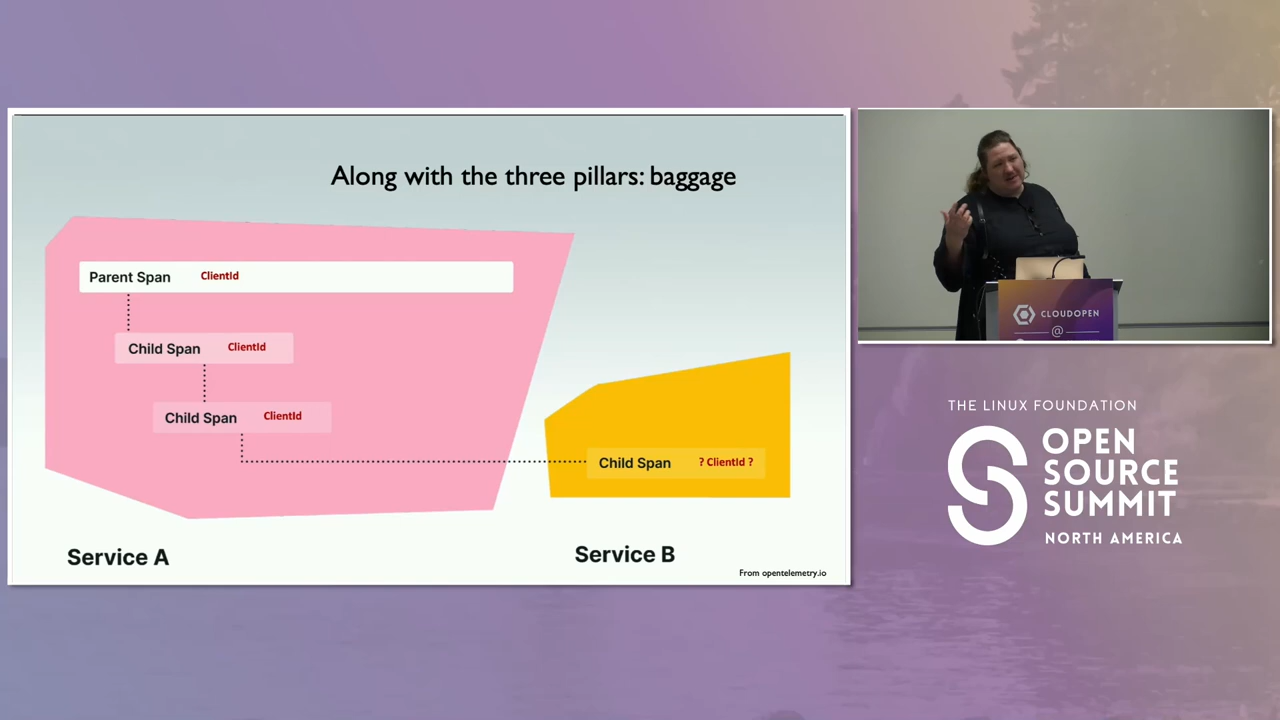 Along with the three pillars: baggage
Parent Span ClientId
Child Span ClientId
Child Span ClientId
Child Span ? ClientId ?
Service A
Service B
From opentelemetry.io
CLOUDOPEN
@
THE LINUX FOUNDATION
OPEN
SOURCE
SUMMIT
NORTH AMERICA